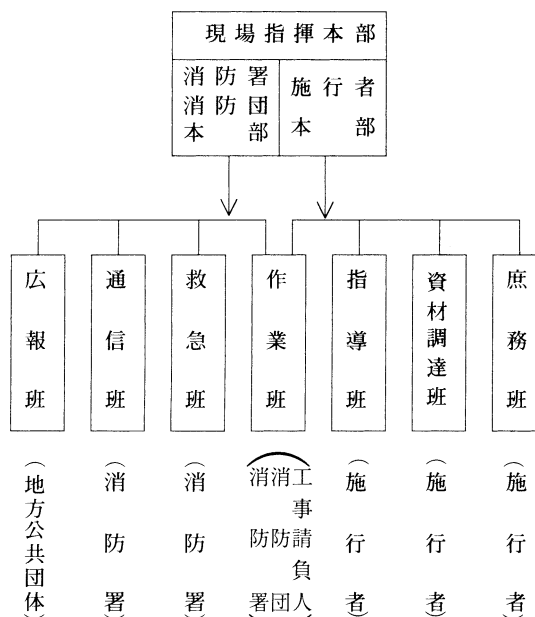 現場指揮本部
消防署
消防団
本部
施行者
本部
広報班
通信班
救急班
作業班
指導班
資材調達班
庶務班
(地方公共団体)
(消防署)
(消防署)
(工事請負人
消防団
消防署)
(施行者)
(施行者)
(施行者)